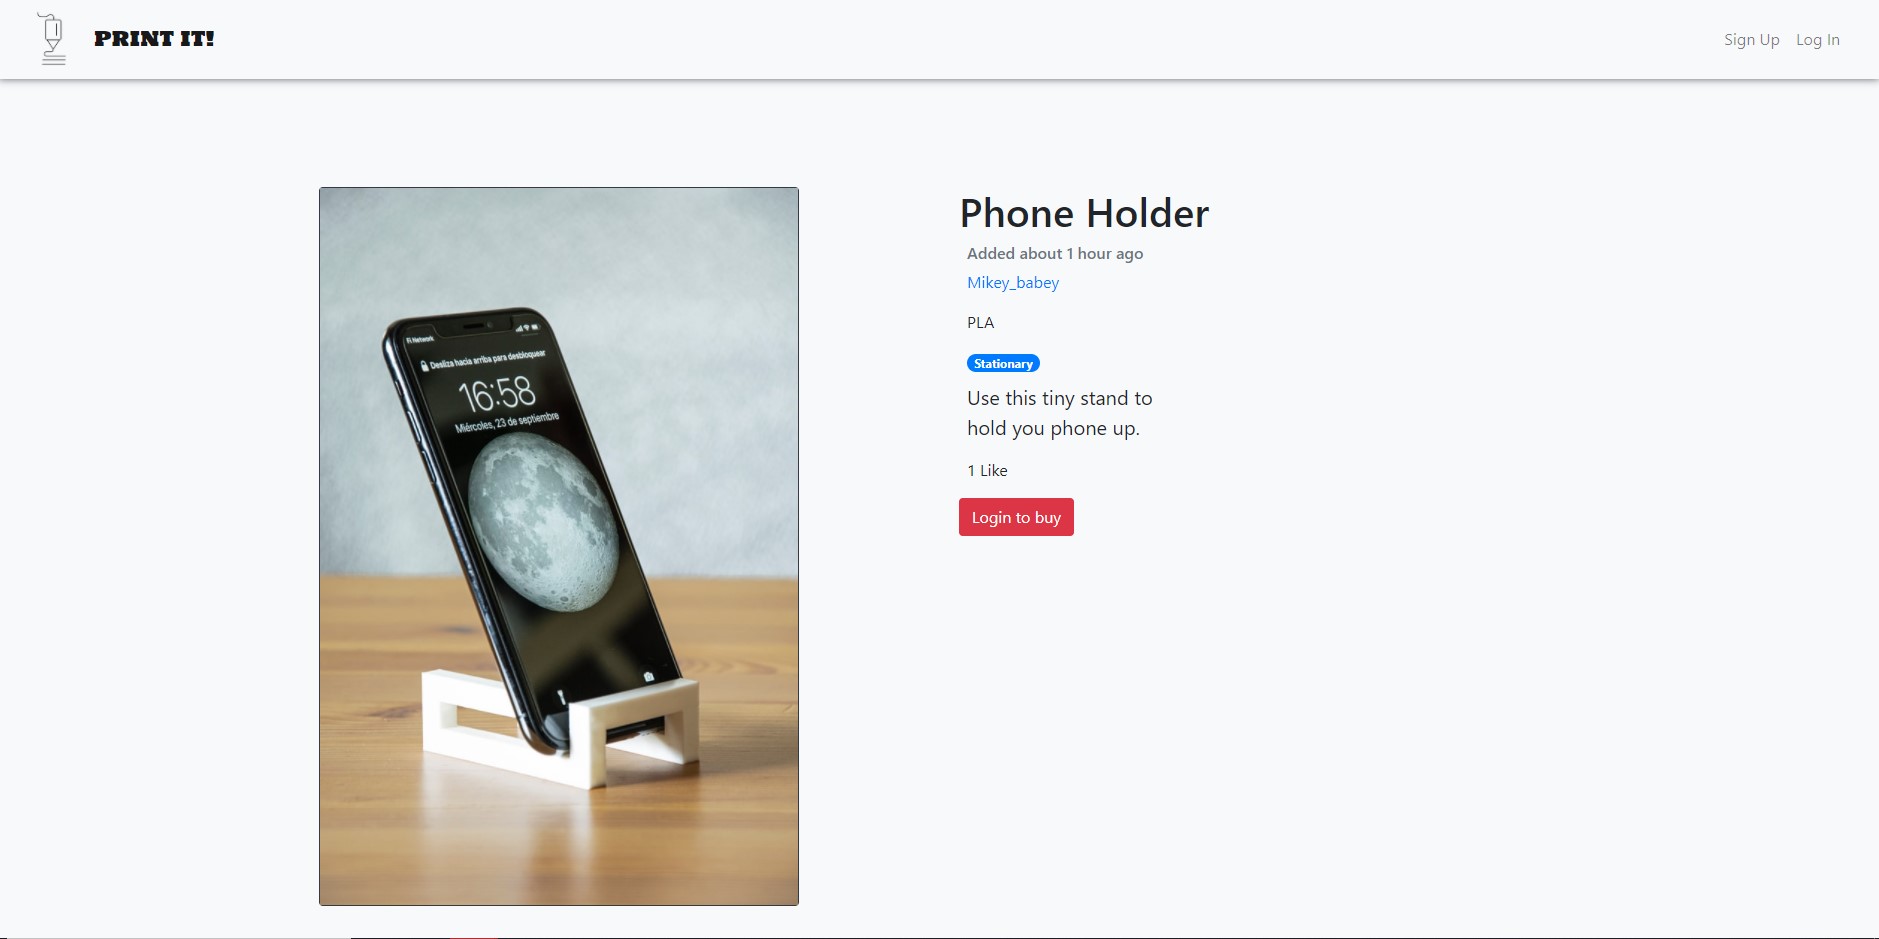 PRINT IT!
Sign Up
Log In
Phone Holder
Added about 1 hour ago
Mikey_babey
PLA
Stationary
Use this tiny stand to
hold you phone up.
1 Like
Login to buy
Fi Network
Desliza hacia arriba para desbloquear
16:58
Miércoles, 23 de septiembre